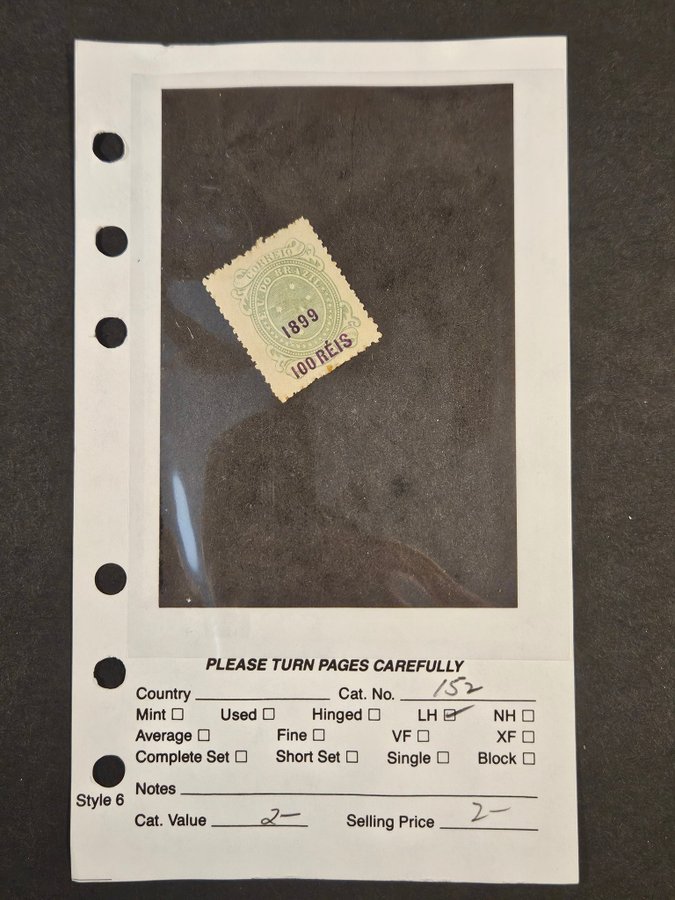 CORREIO
E.U. DO BRAZIL
1899
100 RÉIS
PLEASE TURN PAGES CAREFULLY
Country Cat. No. 152
Mint Used Hinged LH NH
Average Fine VF XF
Complete Set Short Set Single Block
Style 6 Notes
Cat. Value 2- Selling Price 2-